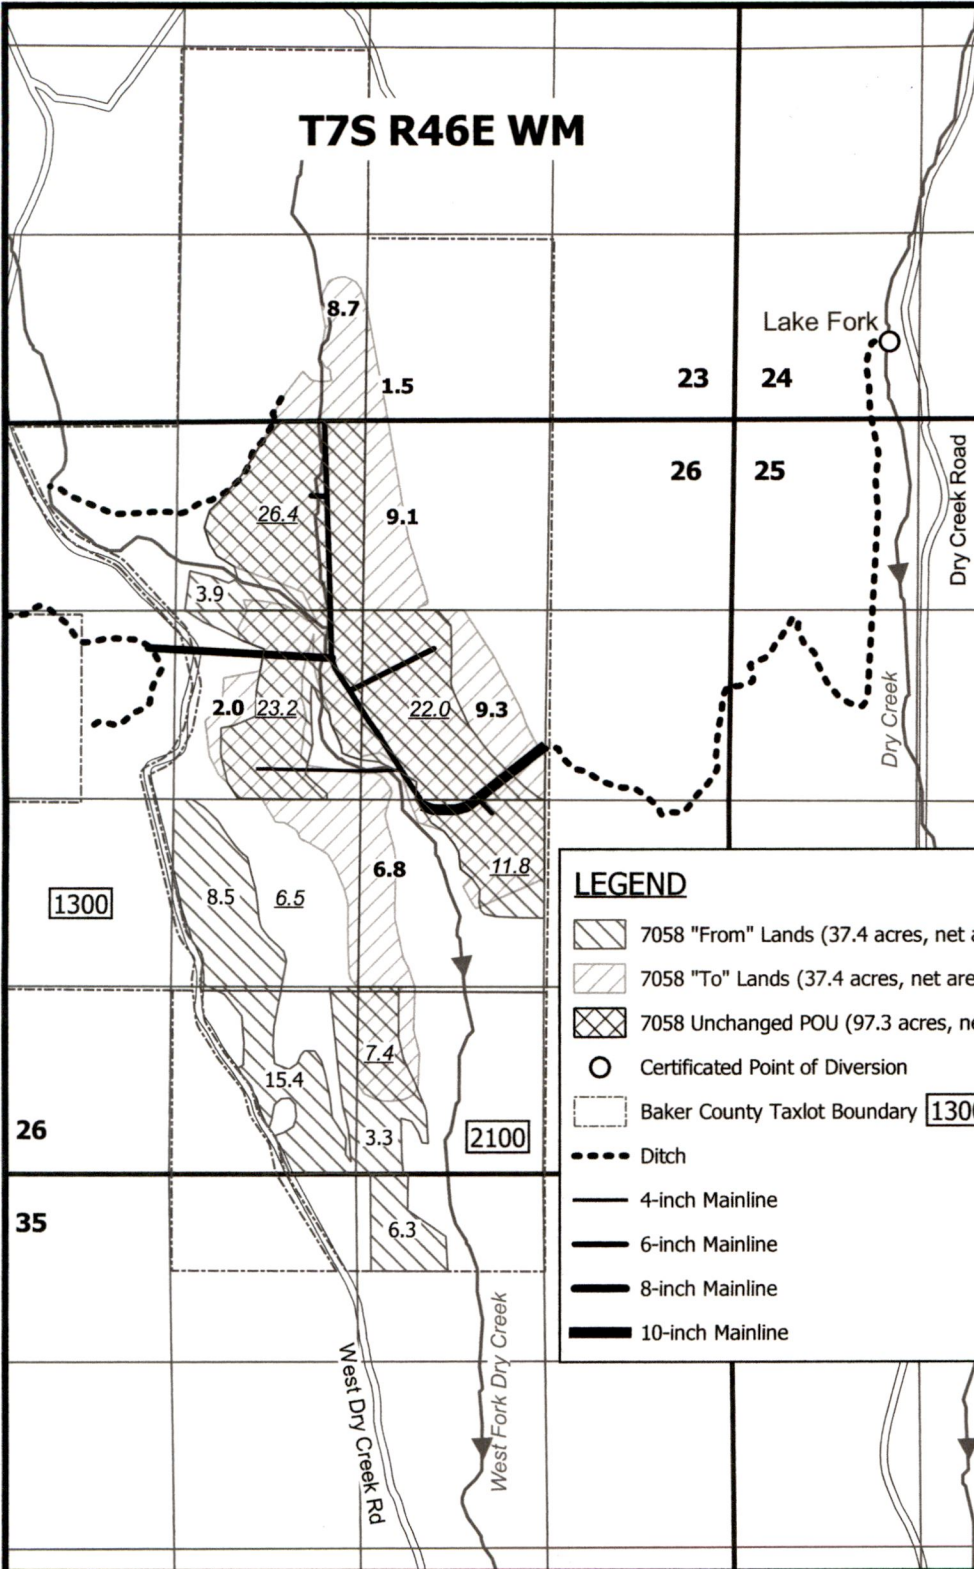 T7S R46E WM
8.7
Lake Fork
1.5
23
24
26
25
Dry Creek Road
26.4
9.1
3.9
2.0
23.2
22.0
9.3
Dry Creek
11.8
6.8
1300
8.5
6.5
LEGEND
7058 "From" Lands (37.4 acres, net a
7058 "To" Lands (37.4 acres, net are
7058 Unchanged POU (97.3 acres, ne
Certificated Point of Diversion
Baker County Taxlot Boundary 1300
Ditch
4-inch Mainline
6-inch Mainline
8-inch Mainline
10-inch Mainline
7.4
15.4
26
3.3
2100
35
6.3
West Dry Creek Rd
West Fork Dry Creek